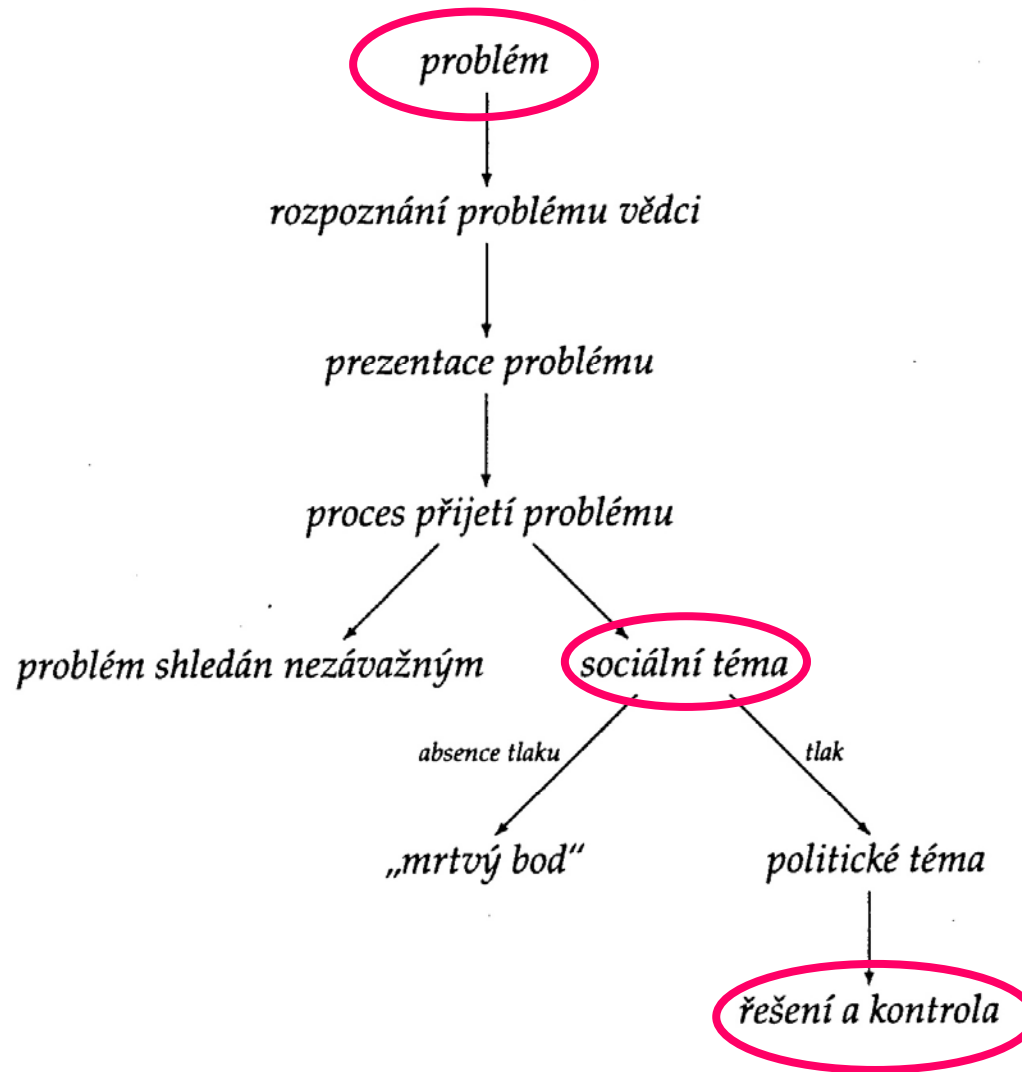 problém
rozpoznání problému vědci
prezentace problému
proces přijetí problému
problém shledán nezávažným
sociální téma
absence tlaku
tlak
„mrtvý bod“
politické téma
řešení a kontrola